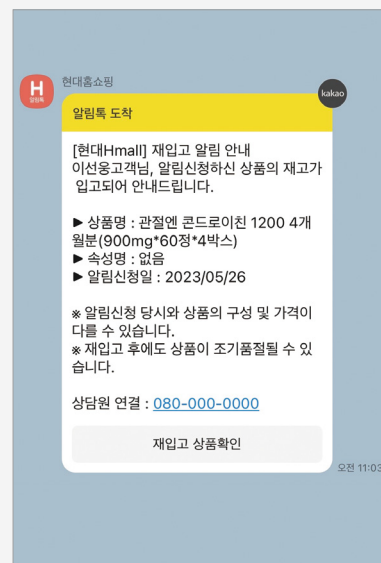 H
알림톡
현대홈쇼핑
kakao
알림톡 도착
[현대Hmall] 재입고 알림 안내
이선웅고객님, 알림신청하신 상품의 재고가
입고되어 안내드립니다.
▶ 상품명 : 관절엔 콘드로이친 1200 4개
월분(900mg*60정*4박스)
▶ 속성명 : 없음
▶ 알림신청일 : 2023/05/26
※ 알림신청 당시와 상품의 구성 및 가격이
다를 수 있습니다.
※ 재입고 후에도 상품이 조기품절될 수 있
습니다.
상담원 연결 : 080-000-0000
재입고 상품확인
오전 11:03